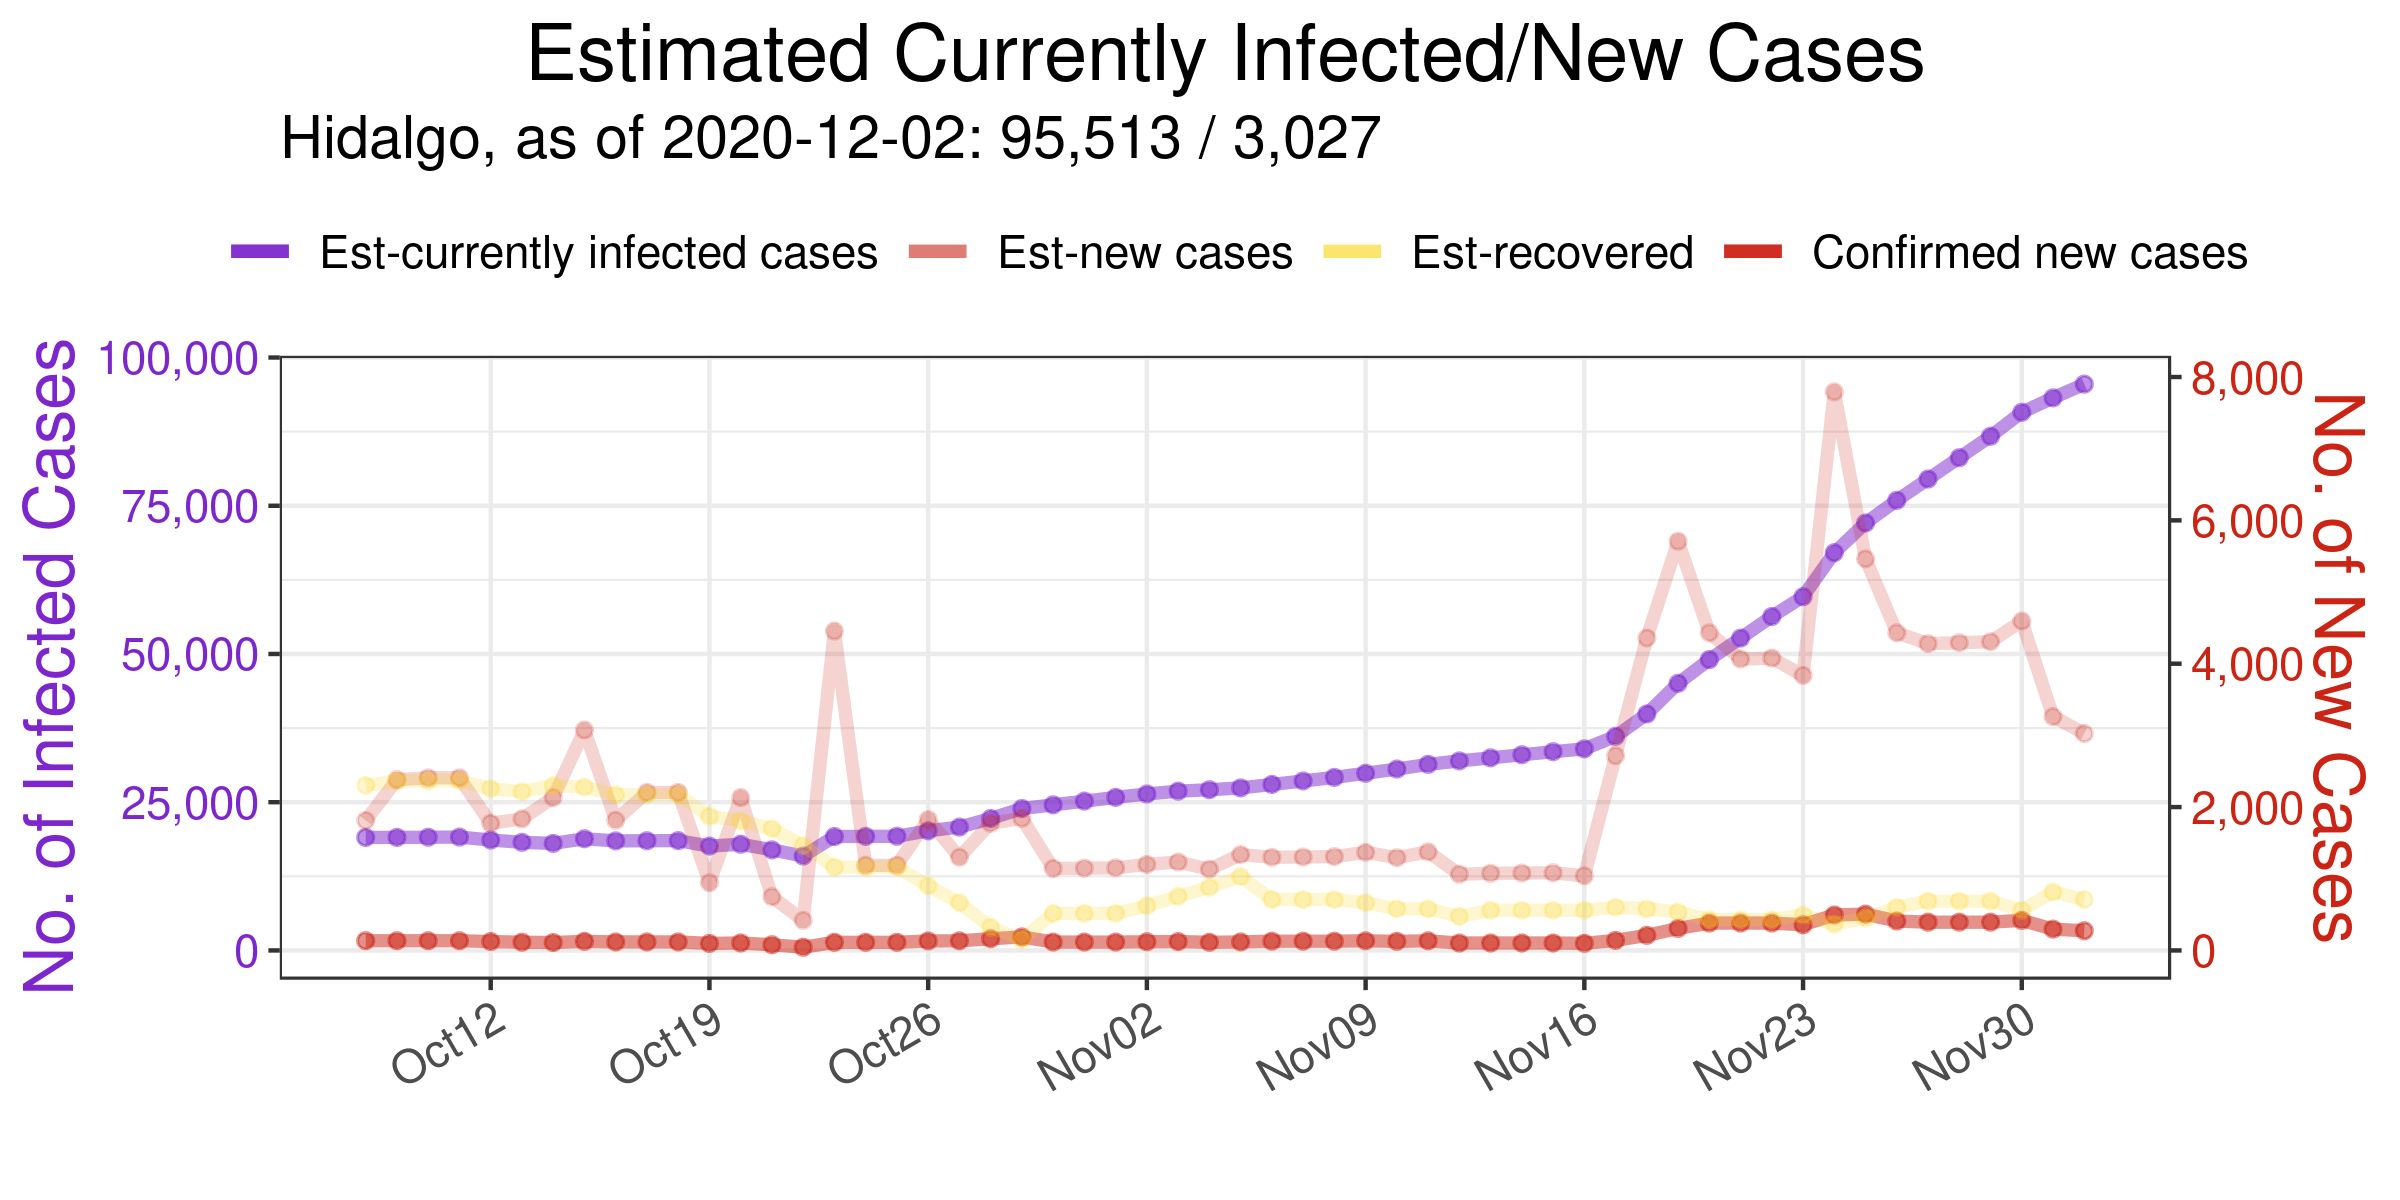 Estimated Currently Infected/New Cases
Hidalgo, as of 2020-12-02: 95,513 / 3,027
Est-currently infected cases Est-new cases Est-recovered Confirmed new cases
No. of Infected Cases
100,000
75,000
50,000
25,000
0
8,000
6,000
4,000
2,000
0
No. of New Cases
Oct12 Oct19 Oct26 Nov02 Nov09 Nov16 Nov23 Nov30